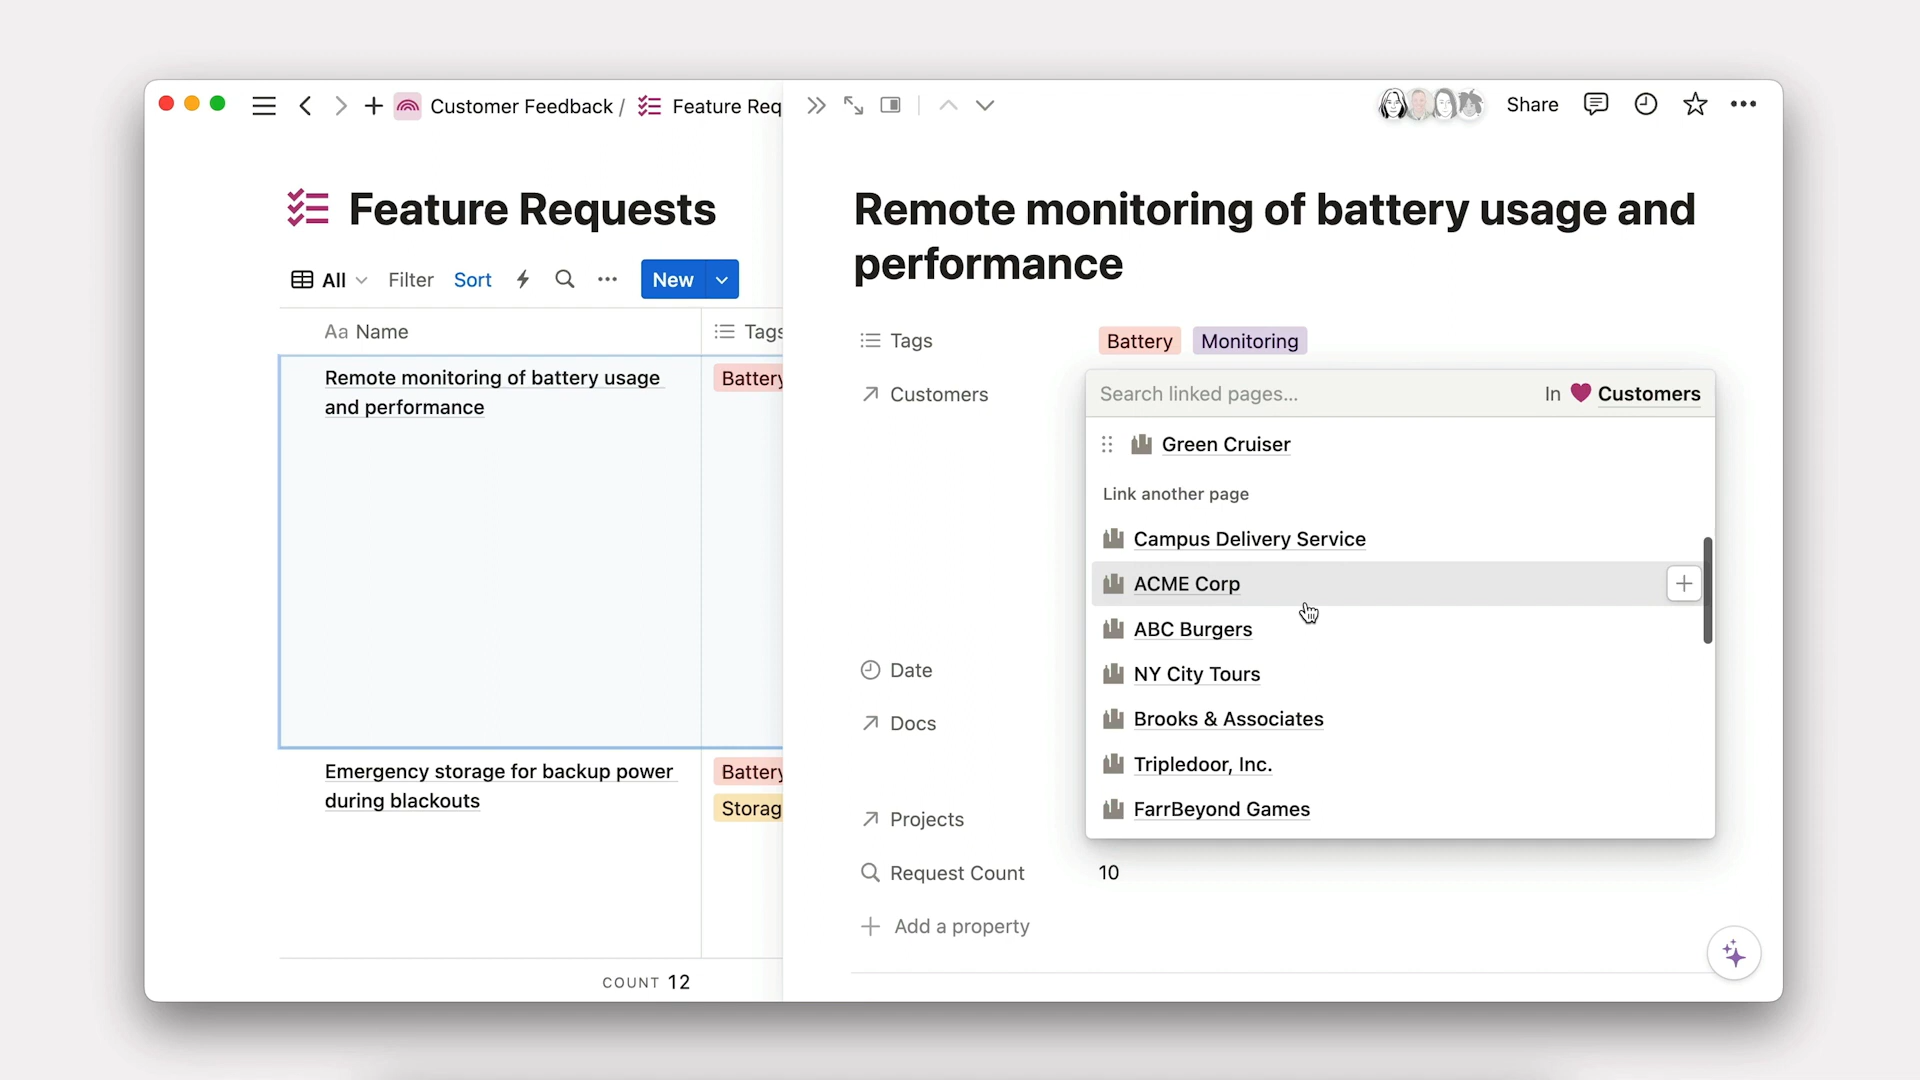 Customer Feedback / Feature Req
Share
Feature Requests
All Filter Sort New
Aa Name Tags
Remote monitoring of battery usage
and performance
Battery
Emergency storage for backup power
during blackouts
Battery
Storag
COUNT 12
Remote monitoring of battery usage and
performance
Tags Battery Monitoring
Customers
Search linked pages... In Customers
Green Cruiser
Link another page
Campus Delivery Service
ACME Corp
ABC Burgers
NY City Tours
Brooks & Associates
Tripledoor, Inc.
FarrBeyond Games
Date
Docs
Projects
Request Count 10
Add a property